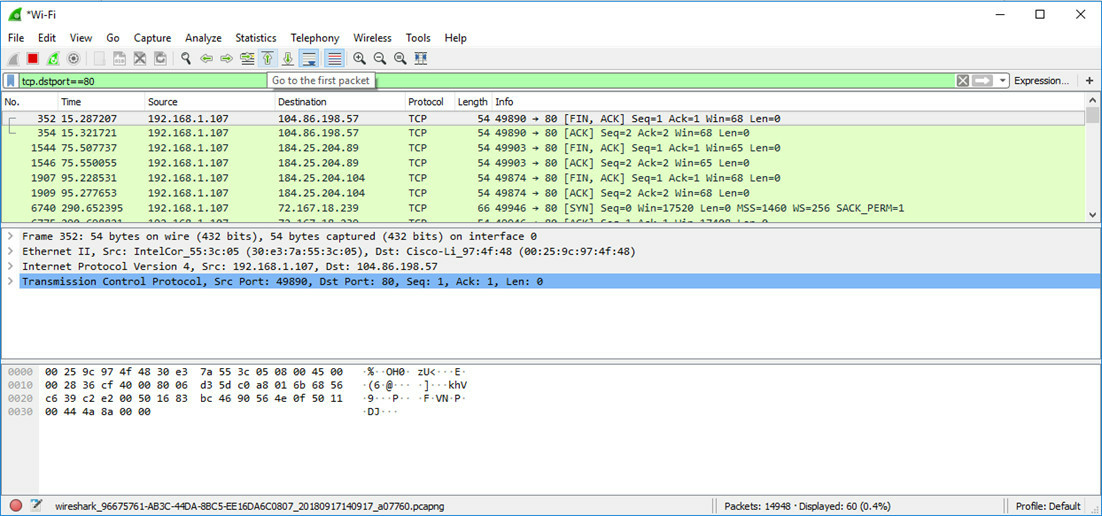 *Wi-Fi
File Edit View Go Capture Analyze Statistics Telephony Wireless Tools Help
tcp.dstport==80
Go to the first packet
Expression... +
No. Time Source Destination Protocol Length Info
352 15.287207 192.168.1.107 104.86.198.57 TCP 54 49890 → 80 [FIN, ACK] Seq=1 Ack=1 Win=68 Len=0
354 15.321721 192.168.1.107 104.86.198.57 TCP 54 49890 → 80 [ACK] Seq=2 Ack=2 Win=68 Len=0
1544 75.507737 192.168.1.107 184.25.204.89 TCP 54 49903 → 80 [FIN, ACK] Seq=1 Ack=1 Win=65 Len=0
1546 75.550055 192.168.1.107 184.25.204.89 TCP 54 49903 → 80 [ACK] Seq=2 Ack=2 Win=65 Len=0
1907 95.228531 192.168.1.107 184.25.204.104 TCP 54 49874 → 80 [FIN, ACK] Seq=1 Ack=1 Win=68 Len=0
1909 95.277653 192.168.1.107 184.25.204.104 TCP 54 49874 → 80 [ACK] Seq=2 Ack=2 Win=68 Len=0
6740 290.652395 192.168.1.107 72.167.18.239 TCP 66 49946 → 80 [SYN] Seq=0 Win=17520 Len=0 MSS=1460 WS=256 SACK_PERM=1
Frame 352: 54 bytes on wire (432 bits), 54 bytes captured (432 bits) on interface 0
Ethernet II, Src: IntelCor_55:3c:05 (30:e3:7a:55:3c:05), Dst: Cisco-Li_97:4f:48 (00:25:9c:97:4f:48)
Internet Protocol Version 4, Src: 192.168.1.107, Dst: 104.86.198.57
Transmission Control Protocol, Src Port: 49890, Dst Port: 80, Seq: 1, Ack: 1, Len: 0
0000 00 25 9c 97 4f 48 30 e3 7a 55 3c 05 08 00 45 00 ·%··OH0· zU<···E·
0010 00 28 36 cf 40 00 80 06 d3 5d c0 a8 01 6b 68 56 ·(6·@··· ·]···khV
0020 c6 39 c2 e2 00 50 16 83 bc 46 90 56 4e 0f 50 11 ·9···P·· ·F·VN·P·
0030 00 44 4a 8a 00 00 ·DJ···
wireshark_96675761-AB3C-44DA-8BC5-EE16DA6C0807_20180917140917_a07760.pcapng
Packets: 14948 · Displayed: 60 (0.4%)
Profile: Default